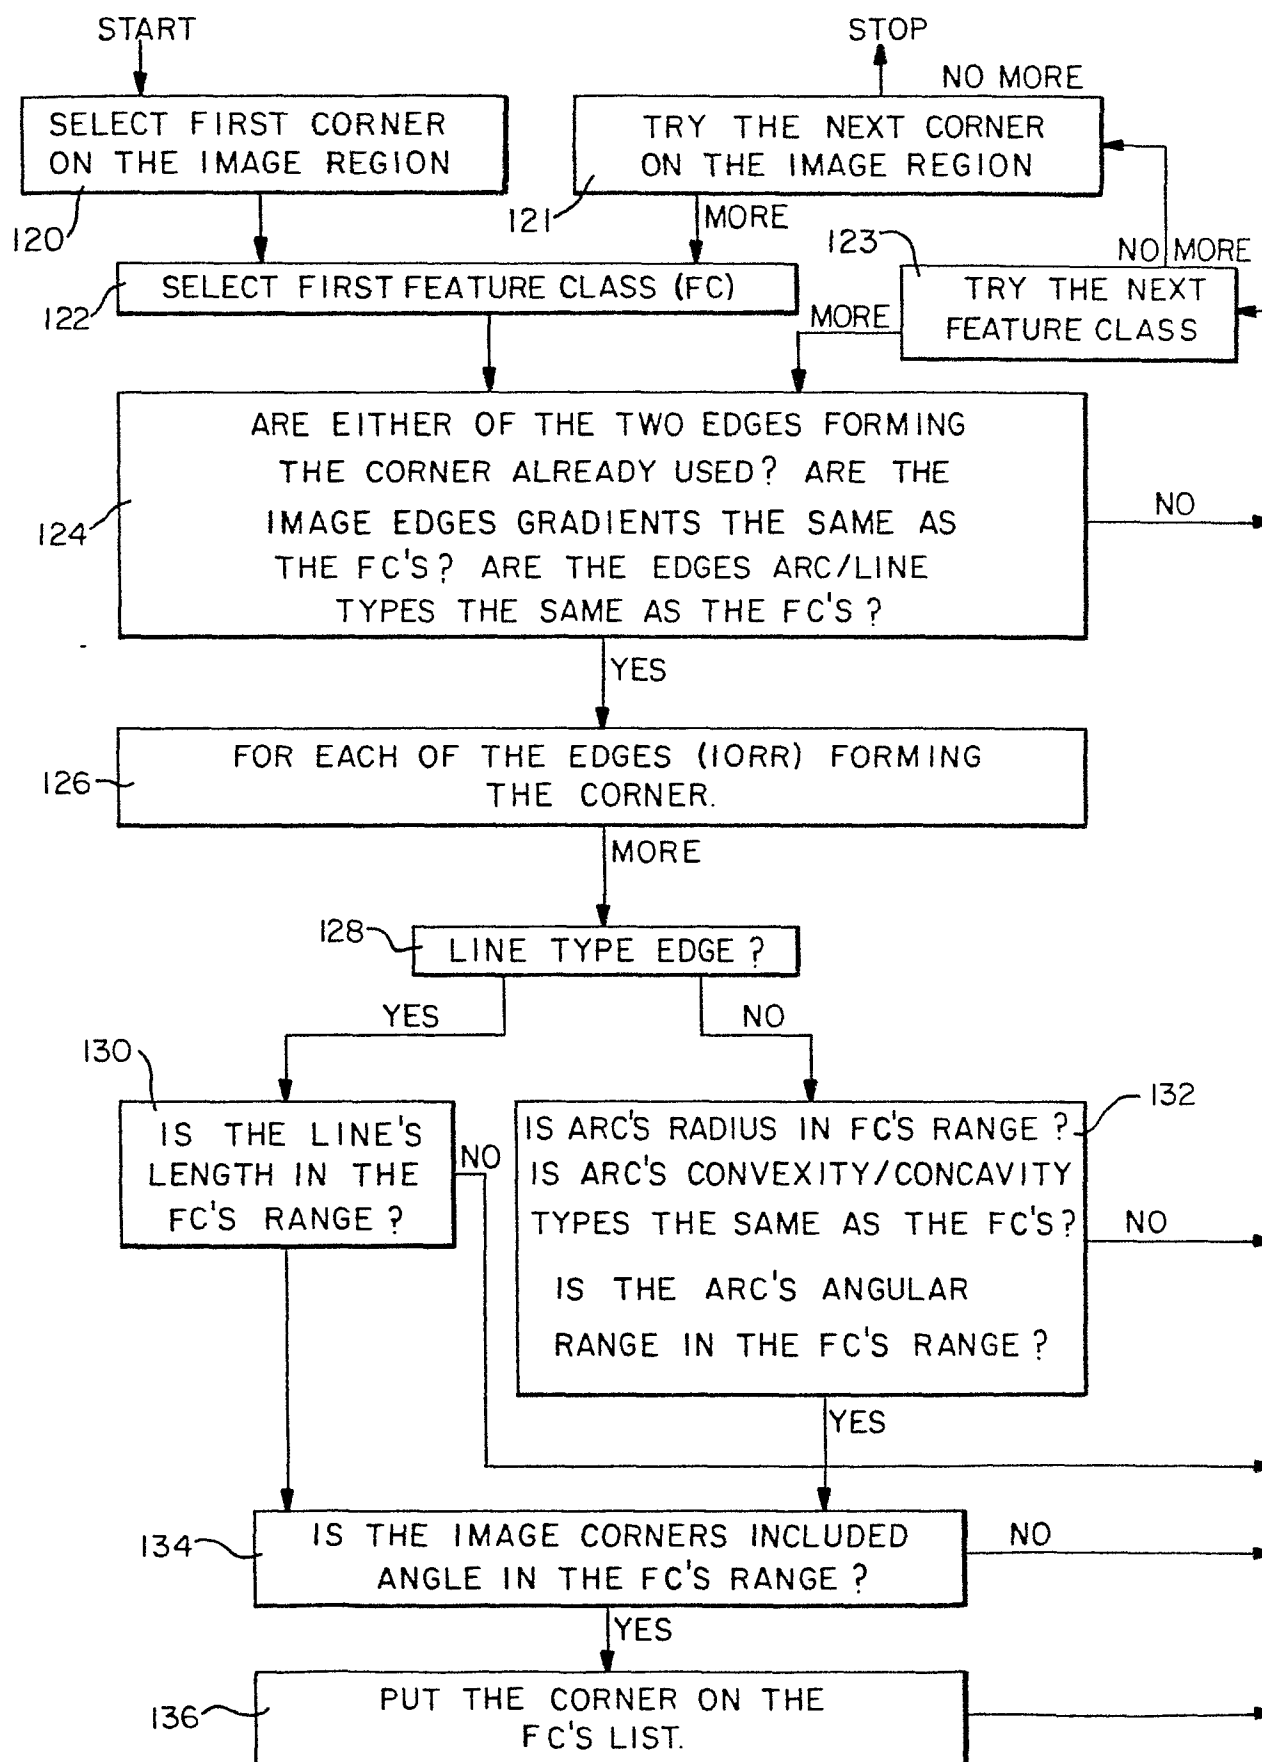 START
STOP
NO MORE
SELECT FIRST CORNER
ON THE IMAGE REGION
TRY THE NEXT CORNER
ON THE IMAGE REGION
120
121
MORE
123
NO MORE
SELECT FIRST FEATURE CLASS (FC)
122
TRY THE NEXT
FEATURE CLASS
MORE
ARE EITHER OF THE TWO EDGES FORMING
THE CORNER ALREADY USED? ARE THE
IMAGE EDGES GRADIENTS THE SAME AS
THE FC'S? ARE THE EDGES ARC/LINE
TYPES THE SAME AS THE FC'S?
124
NO
YES
FOR EACH OF THE EDGES (IORR) FORMING
THE CORNER.
126
MORE
128
LINE TYPE EDGE?
YES
NO
130
132
IS THE LINE'S
LENGTH IN THE
FC'S RANGE?
NO
IS ARC'S RADIUS IN FC'S RANGE?
IS ARC'S CONVEXITY/CONCAVITY
TYPES THE SAME AS THE FC'S?
IS THE ARC'S ANGULAR
RANGE IN THE FC'S RANGE?
NO
YES
134
IS THE IMAGE CORNERS INCLUDED
ANGLE IN THE FC'S RANGE?
NO
YES
136
PUT THE CORNER ON THE
FC'S LIST.